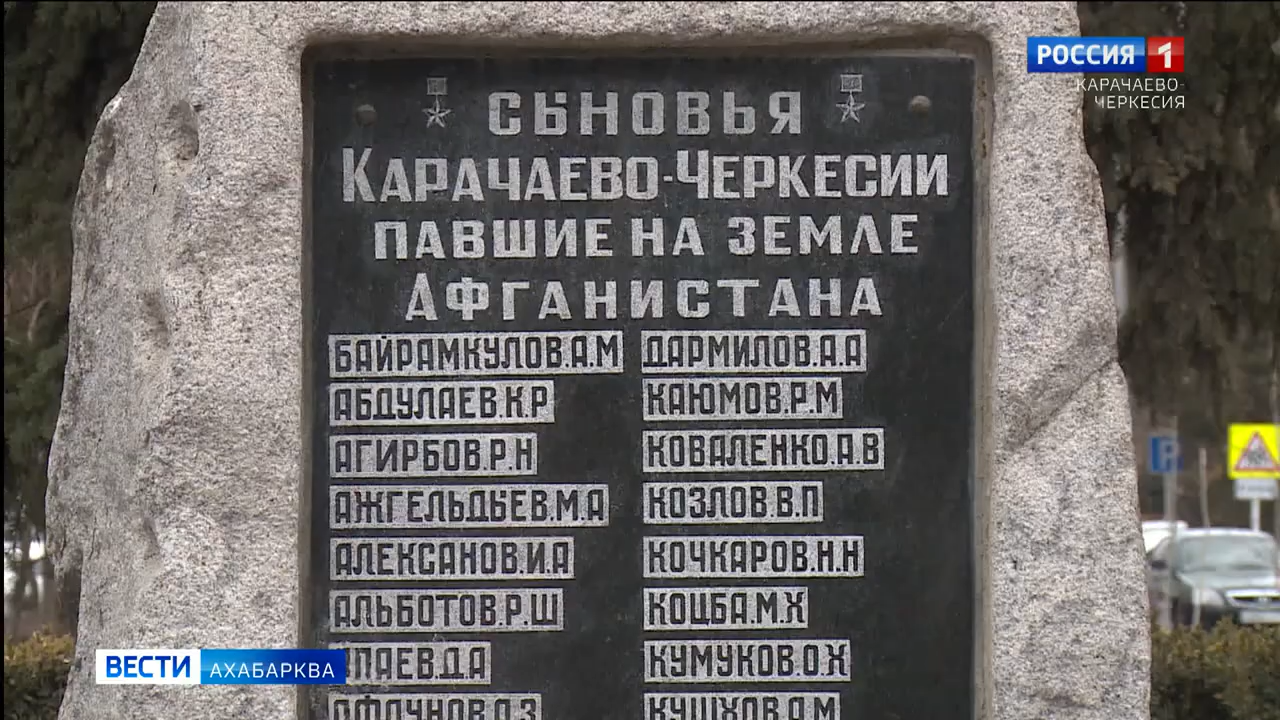 РОССИЯ 1
КАРАЧАЕВО-
ЧЕРКЕСИЯ
СЫНОВЬЯ
КАРАЧАЕВО-ЧЕРКЕСИИ
ПАВШИЕ НА ЗЕМЛЕ
АФГАНИСТАНА
БАЙРАМКУЛОВ.А.М
АБДУЛАЕВ.К.Р
АГИРБОВ.Р.Н
АЖГЕЛЬДЫЕВ.М.А
АЛЕКСАНОВ.И.А
АЛЬБОТОВ.Р.Ш
ДАРМИЛОВ.А.А
КАЮМОВ.Р.М
КОВАЛЕНКО.А.В
КОЗЛОВ.В.П
КОЧКАРОВ.Н.Н
КОЦБА.М.Х
КУМУКОВ.О.Х
P
ВЕСТИ АХАБАРКВА